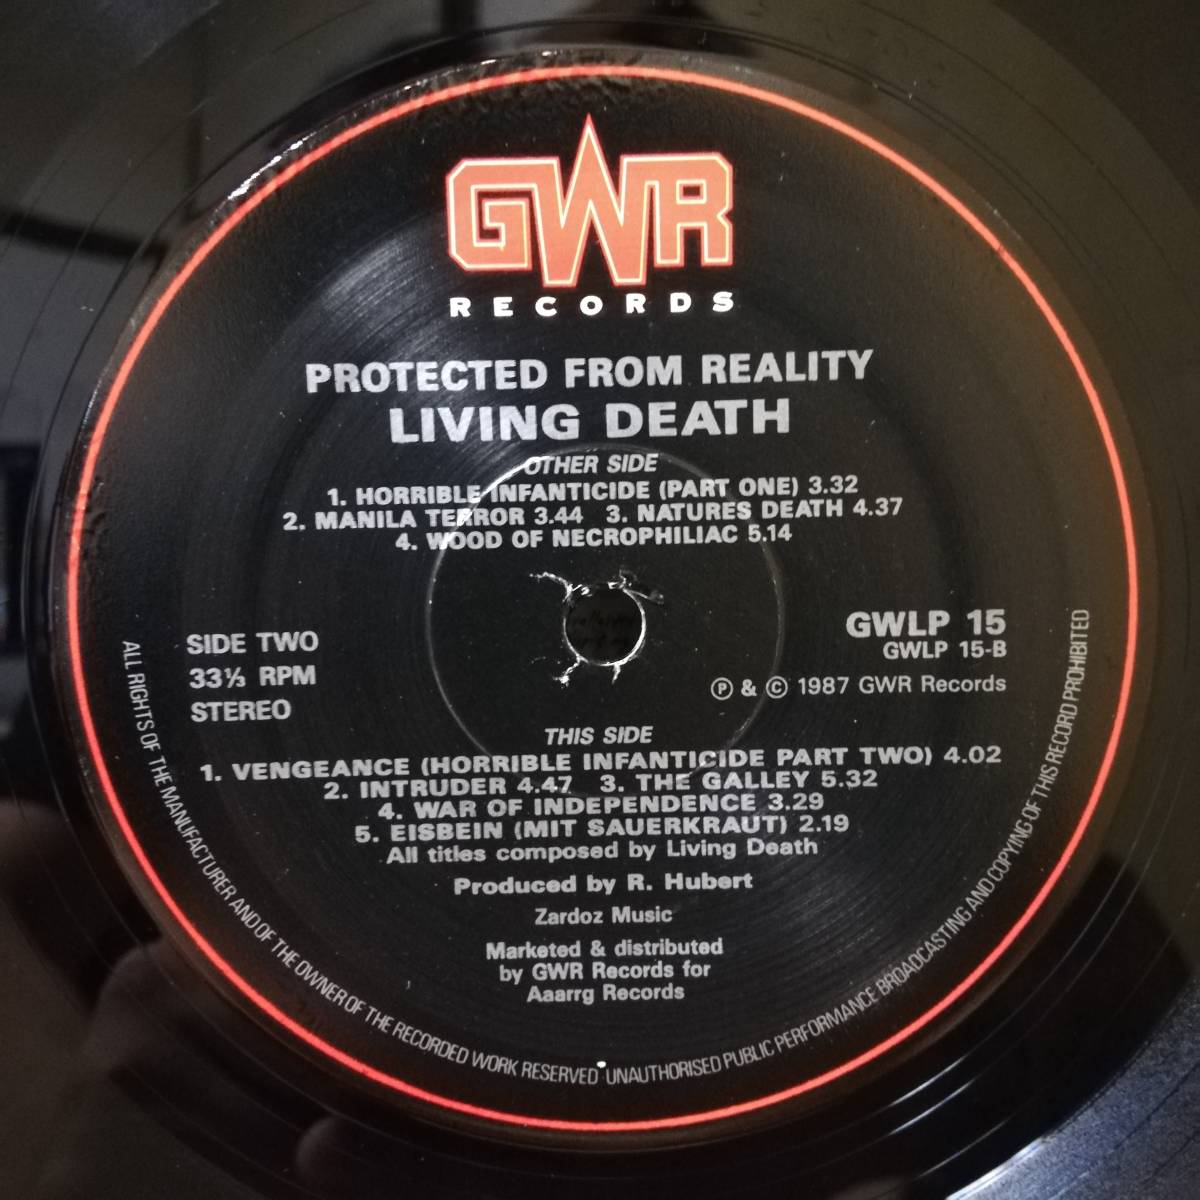 GWR
RECORDS
PROTECTED FROM REALITY
LIVING DEATH
OTHER SIDE
1. HORRIBLE INFANTICIDE (PART ONE) 3.32
2. MANILA TERROR 3.44 3. NATURES DEATH 4.37
4. WOOD OF NECROPHILIAC 5.14
SIDE TWO
33⅓ RPM
STEREO
GWLP 15
GWLP 15-B
Ⓟ & © 1987 GWR Records
THIS SIDE
1. VENGEANCE (HORRIBLE INFANTICIDE PART TWO) 4.02
2. INTRUDER 4.47 3. THE GALLEY 5.32
4. WAR OF INDEPENDENCE 3.29
5. EISBEIN (MIT SAUERKRAUT) 2.19
All titles composed by Living Death
Produced by R. Hubert
Zardoz Music
Marketed & distributed
by GWR Records for
Aaarrg Records
ALL RIGHTS OF THE MANUFACTURER AND OF THE OWNER OF THE RECORDED WORK RESERVED · UNAUTHORISED PUBLIC PERFORMANCE BROADCASTING AND COPYING OF THIS RECORD PROHIBITED